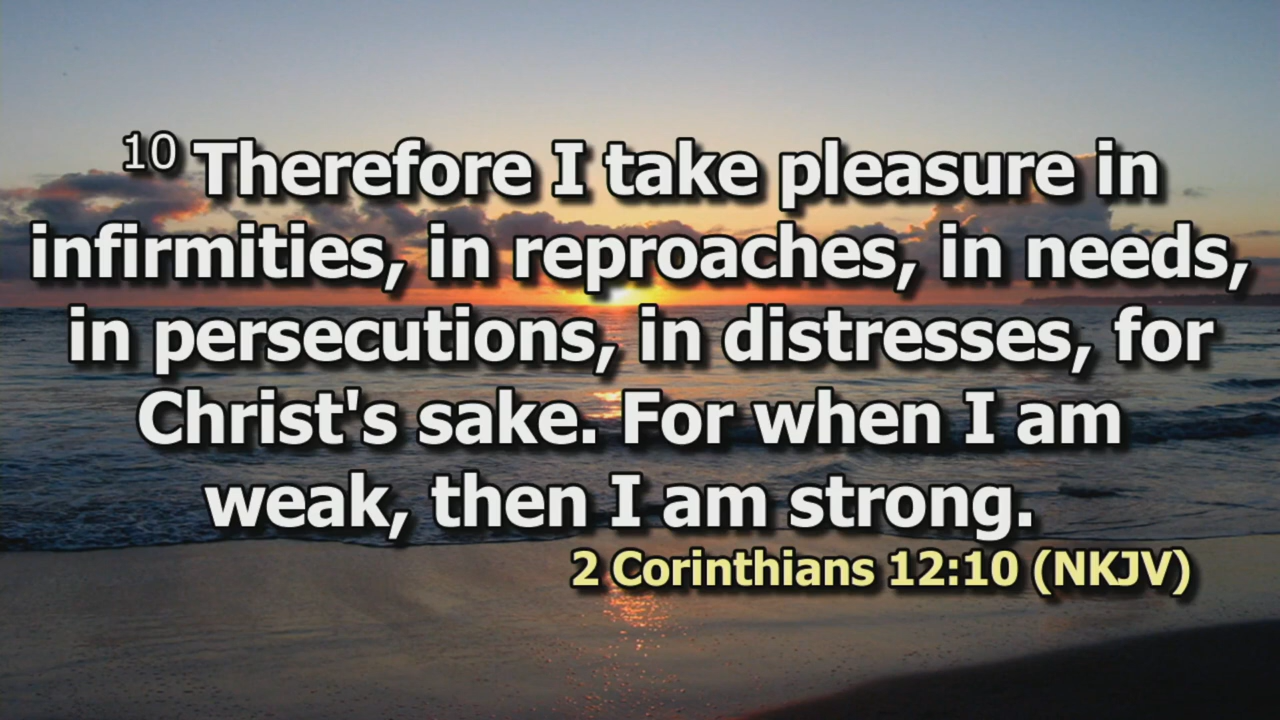 10 Therefore I take pleasure in
infirmities, in reproaches, in needs,
in persecutions, in distresses, for
Christ's sake. For when I am
weak, then I am strong.
2 Corinthians 12:10 (NKJV)